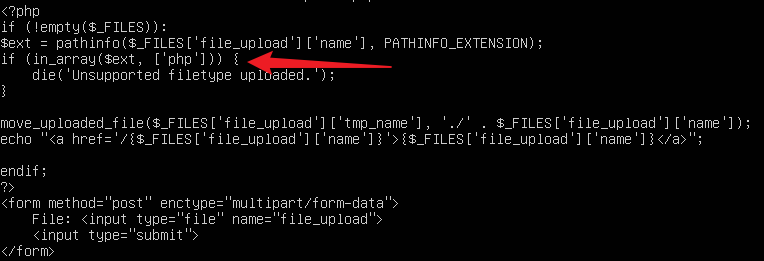 <?php
if (!empty($_FILES)):
$ext = pathinfo($_FILES['file_upload']['name'], PATHINFO_EXTENSION);
if (in_array($ext, ['php'])) {
    die('Unsupported filetype uploaded.');
}

move_uploaded_file($_FILES['file_upload']['tmp_name'], './' . $_FILES['file_upload']['name']);
echo "<a href='/{$_FILES['file_upload']['name']}'>{$_FILES['file_upload']['name']}</a>";

endif;
?>
<form method="post" enctype="multipart/form-data">
    File: <input type="file" name="file_upload">
    <input type="submit">
</form>